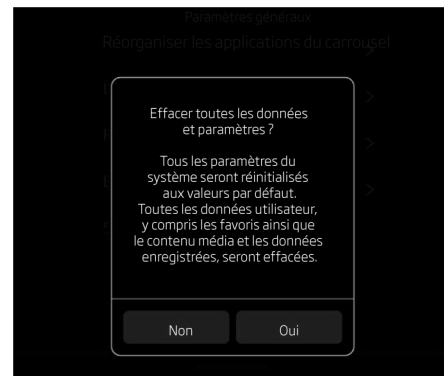 Paramètres généraux
Réorganiser les applications du carrousel
Effacer toutes les données
et paramètres ?
Tous les paramètres du
système seront réinitialisés
aux valeurs par défaut.
Toutes les données utilisateur,
y compris les favoris ainsi que
le contenu média et les données
enregistrées, seront effacées.
Non
Oui